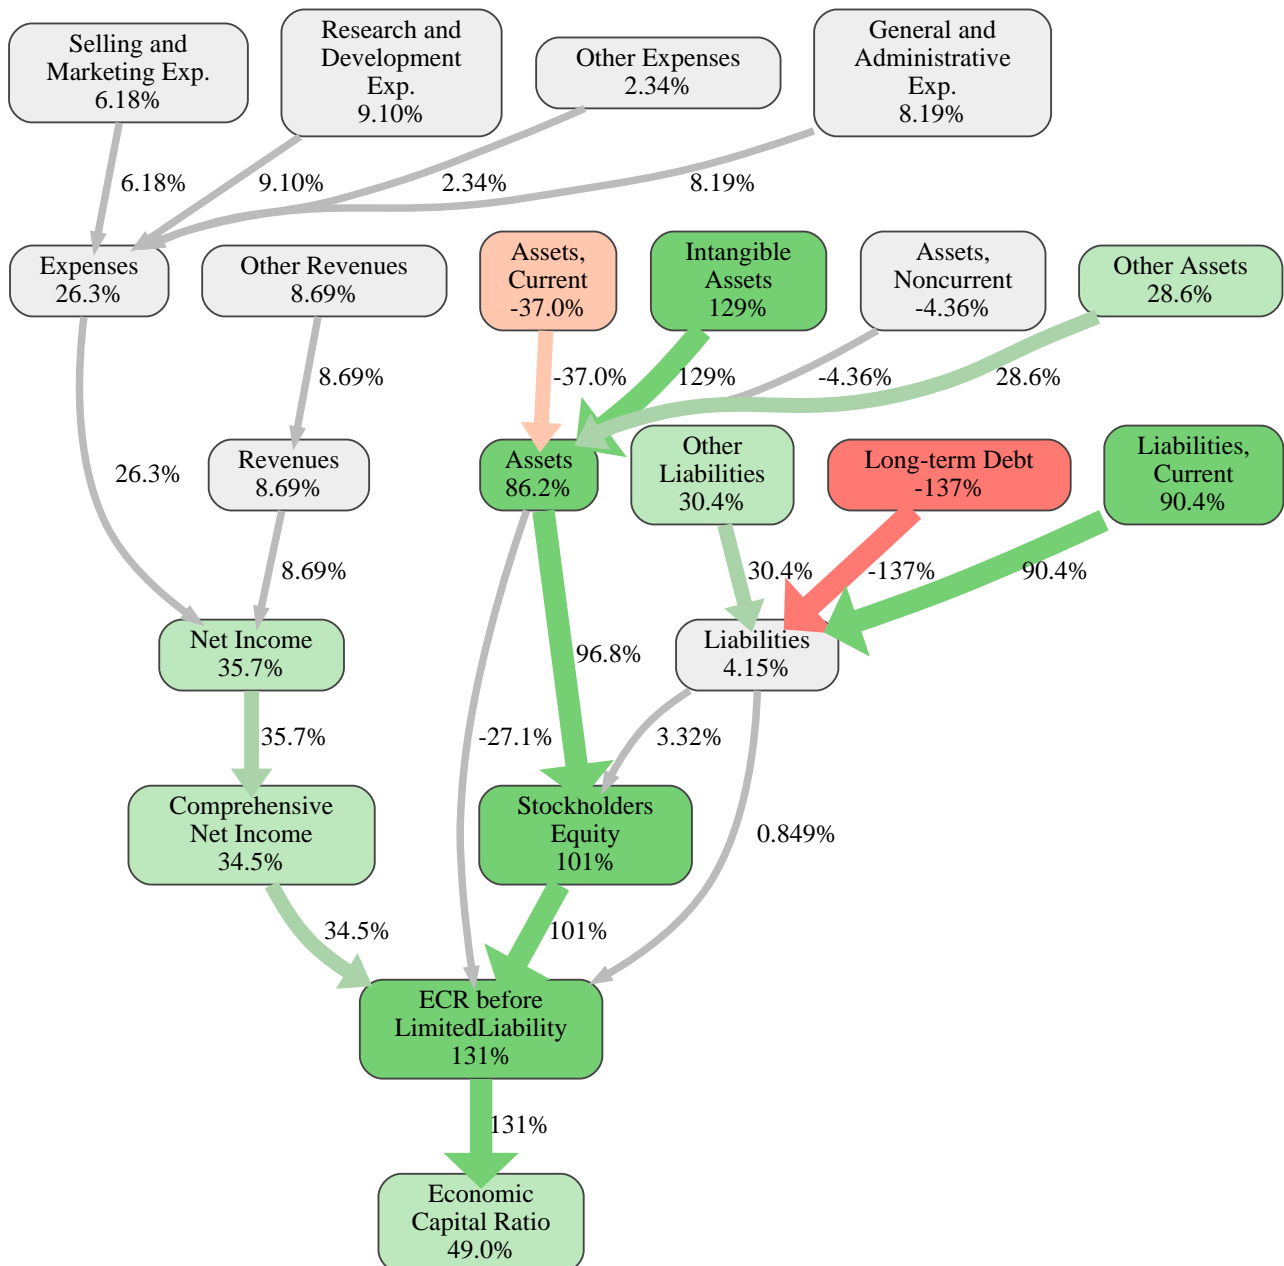 Selling and
Marketing Exp.
6.18%
Research and
Development
Exp.
9.10%
Other Expenses
2.34%
General and
Administrative
Exp.
8.19%
6.18%
9.10%
2.34%
8.19%
Expenses
26.3%
Other Revenues
8.69%
Assets,
Current
-37.0%
Intangible
Assets
129%
Assets,
Noncurrent
-4.36%
Other Assets
28.6%
8.69%
-37.0%
129%
-4.36%
28.6%
26.3%
Revenues
8.69%
Assets
86.2%
Other
Liabilities
30.4%
Long-term Debt
-137%
Liabilities,
Current
90.4%
8.69%
30.4%
-137%
90.4%
Net Income
35.7%
96.8%
Liabilities
4.15%
35.7%
-27.1%
3.32%
Comprehensive
Net Income
34.5%
Stockholders
Equity
101%
0.849%
34.5%
101%
ECR before
LimitedLiability
131%
131%
Economic
Capital Ratio
49.0%